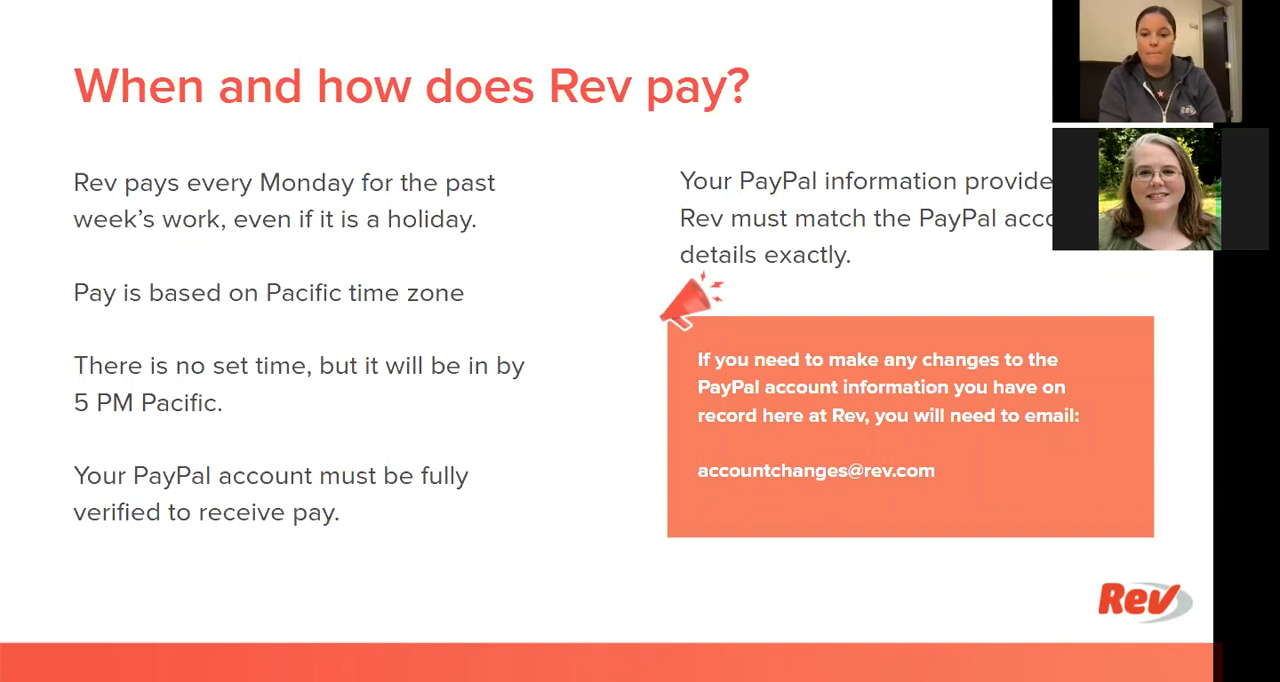 When and how does Rev pay?
Rev pays every Monday for the past
week's work, even if it is a holiday.
Pay is based on Pacific time zone
There is no set time, but it will be in by
5 PM Pacific.
Your PayPal account must be fully
verified to receive pay.
Your PayPal information provide
Rev must match the PayPal acco
details exactly.
If you need to make any changes to the
PayPal account information you have on
record here at Rev, you will need to email:
accountchanges@rev.com
Rev
Rev